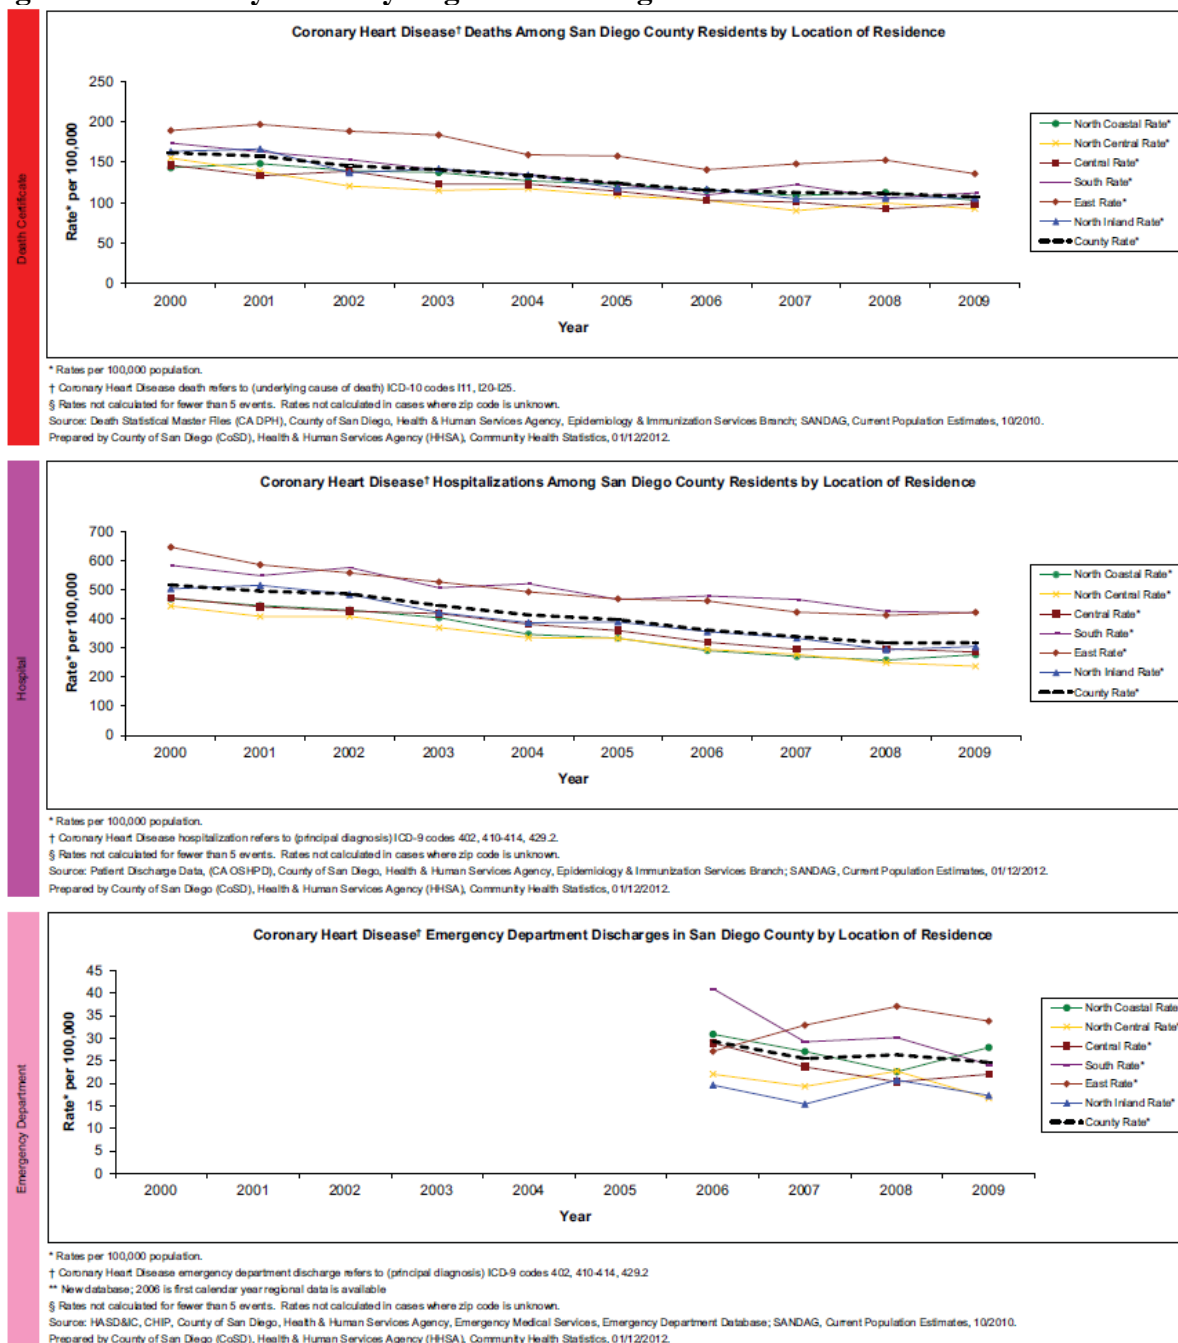 Coronary Heart Disease† Deaths Among San Diego County Residents by Location of Residence
Death Certificate
Rate* per 100,000
250
200
150
100
50
0
2000 2001 2002 2003 2004 2005 2006 2007 2008 2009
Year
North Coastal Rate*
North Central Rate*
Central Rate*
South Rate*
East Rate*
North Inland Rate*
County Rate*
* Rates per 100,000 population.
† Coronary Heart Disease death refers to (underlying cause of death) ICD-10 codes I11, I20-I25.
§ Rates not calculated for fewer than 5 events. Rates not calculated in cases where zip code is unknown.
Source: Death Statistical Master Files (CA DPH), County of San Diego, Health & Human Services Agency, Epidemiology & Immunization Services Branch; SANDAG, Current Population Estimates, 10/2010.
Prepared by County of San Diego (CoSD), Health & Human Services Agency (HHSA), Community Health Statistics, 01/12/2012.
Coronary Heart Disease† Hospitalizations Among San Diego County Residents by Location of Residence
Hospital
Rate* per 100,000
700
600
500
400
300
200
100
0
2000 2001 2002 2003 2004 2005 2006 2007 2008 2009
Year
North Coastal Rate*
North Central Rate*
Central Rate*
South Rate*
East Rate*
North Inland Rate*
County Rate*
* Rates per 100,000 population.
† Coronary Heart Disease hospitalization refers to (principal diagnosis) ICD-9 codes 402, 410-414, 429.2.
§ Rates not calculated for fewer than 5 events. Rates not calculated in cases where zip code is unknown.
Source: Patient Discharge Data, (CA OSHPD), County of San Diego, Health & Human Services Agency, Epidemiology & Immunization Services Branch; SANDAG, Current Population Estimates, 01/12/2012.
Prepared by County of San Diego (CoSD), Health & Human Services Agency (HHSA), Community Health Statistics, 01/12/2012.
Coronary Heart Disease† Emergency Department Discharges in San Diego County by Location of Residence
Emergency Department
Rate* per 100,000
45
40
35
30
25
20
15
10
5
0
2000 2001 2002 2003 2004 2005 2006 2007 2008 2009
Year
North Coastal Rate*
North Central Rate*
Central Rate*
South Rate*
East Rate*
North Inland Rate*
County Rate*
* Rates per 100,000 population.
† Coronary Heart Disease emergency department discharge refers to (principal diagnosis) ICD-9 codes 402, 410-414, 429.2
** New database; 2006 is first calendar year regional data is available
§ Rates not calculated for fewer than 5 events. Rates not calculated in cases where zip code is unknown.
Source: HASD&IC, CHIP, County of San Diego, Health & Human Services Agency, Emergency Medical Services, Emergency Department Database; SANDAG, Current Population Estimates, 10/2010.
Prepared by County of San Diego (CoSD), Health & Human Services Agency (HHSA), Community Health Statistics, 01/12/2012.